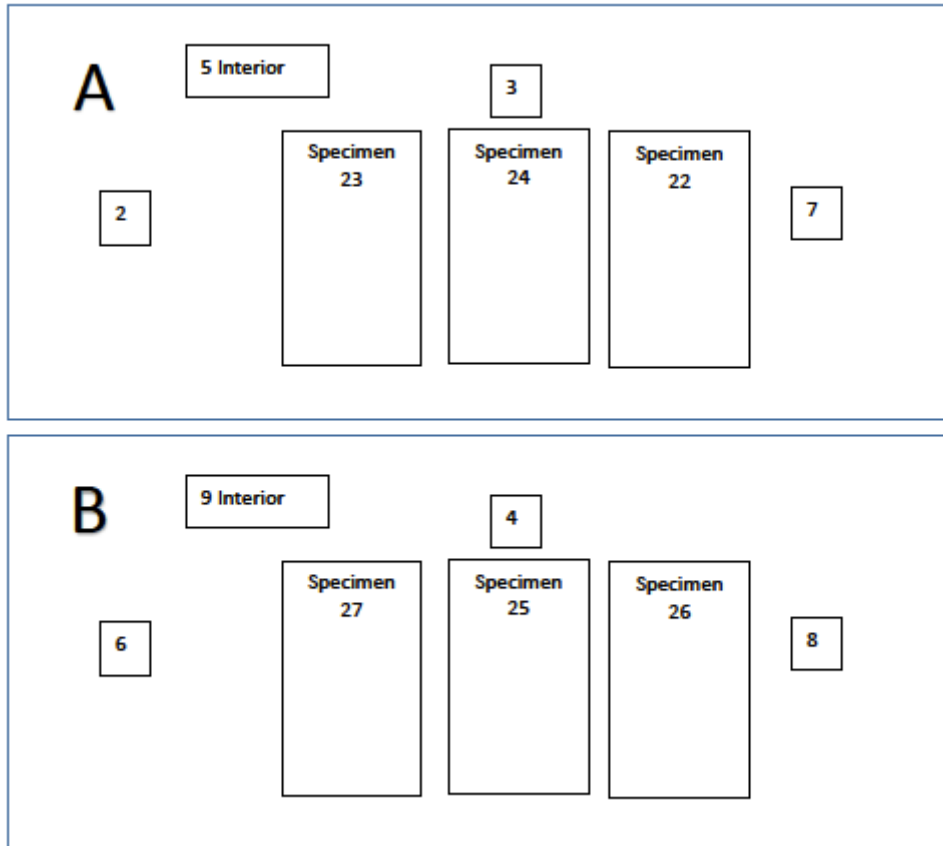 A
5 Interior
3
Specimen
23
Specimen
24
Specimen
22
2
7
B
9 Interior
4
Specimen
27
Specimen
25
Specimen
26
6
8